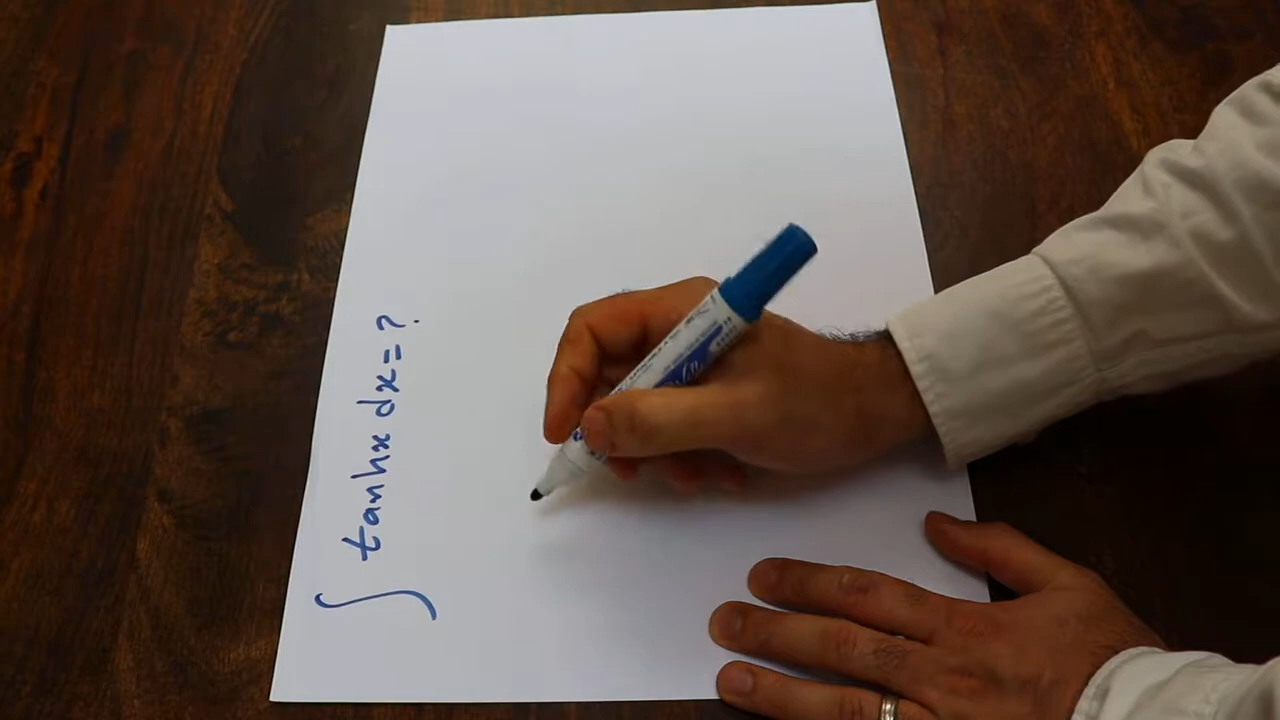 ∫ tanhx dx = ?